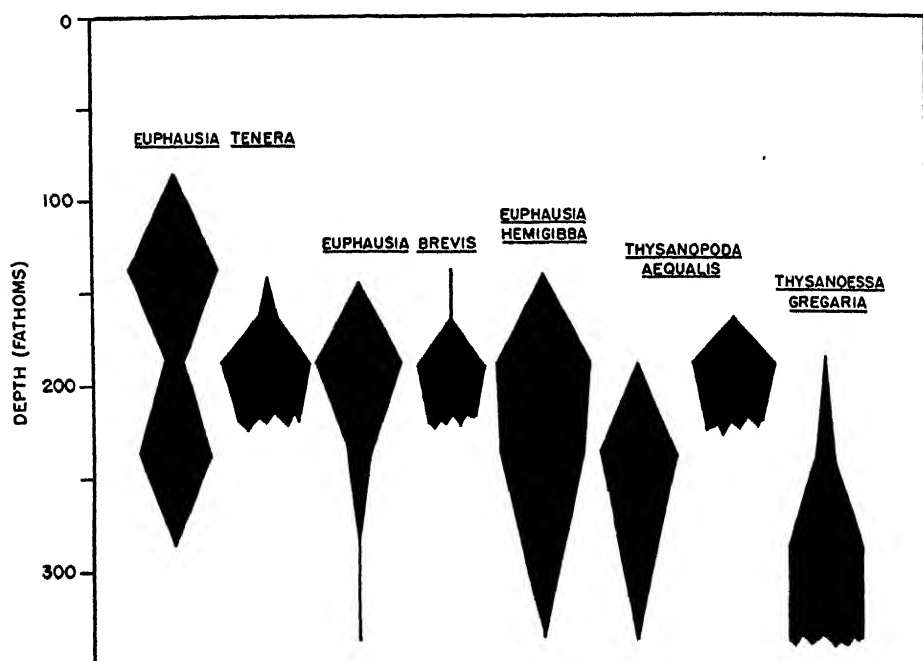 0
EUPHAUSIA TENERA
100
EUPHAUSIA
HEMIGIBBA
EUPHAUSIA BREVIS
THYSANOPODA
AEQUALIS
THYSANOESSA
GREGARIA
DEPTH (FATHOMS)
200
300